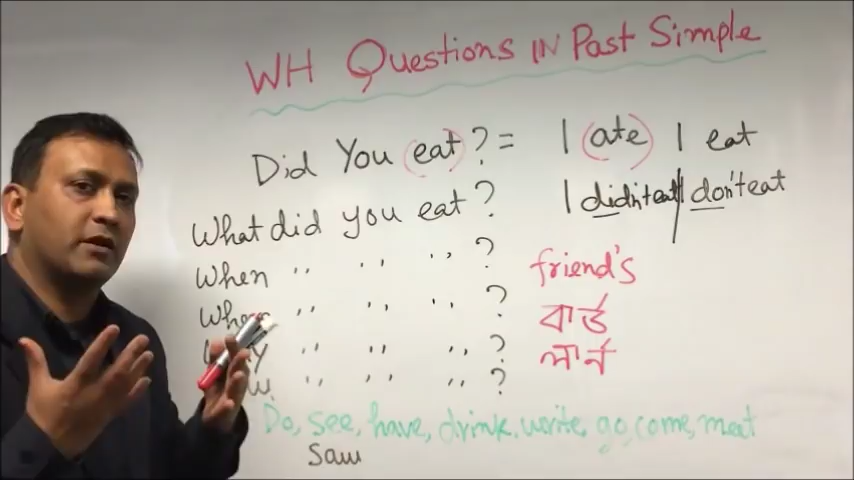 WH Questions IN Past Simple
Did You (eat)? = I (ate) I eat
What did you eat? I didn't eat/I don't eat
When " " " ? friend's
" " " ? বার্ড
" " " ? লার্ন
" " " ?
Do, see, have, drink, write, go, come, meet
Saw